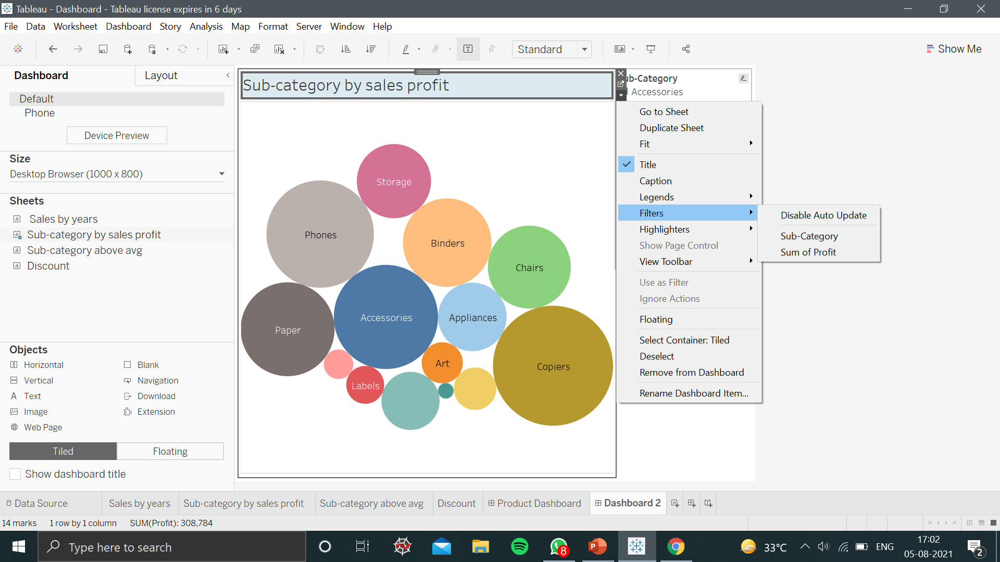 Tableau - Dashboard - Tableau license expires in 6 days
File Data Worksheet Dashboard Story Analysis Map Format Server Window Help
Standard
Show Me
Dashboard
Layout
Default
Phone
Device Preview
Size
Desktop Browser (1000 x 800)
Sheets
Sales by years
Sub-category by sales profit
Sub-category above avg
Discount
Objects
Horizontal
Blank
Vertical
Navigation
A Text
Download
Image
Extension
Web Page
Tiled
Floating
Show dashboard title
Sub-category by sales profit
Storage
Phones
Binders
Chairs
Accessories
Appliances
Paper
Art
Copiers
Labels
ub-Category
Accessories
Go to Sheet
Duplicate Sheet
Fit
Title
Caption
Legends
Filters
Highlighters
Show Page Control
View Toolbar
Use as Filter
Ignore Actions
Floating
Select Container: Tiled
Deselect
Remove from Dashboard
Rename Dashboard Item...
Disable Auto Update
Sub-Category
Sum of Profit
Data Source
Sales by years
Sub-category by sales profit
Sub-category above avg
Discount
Product Dashboard
Dashboard 2
14 marks 1 row by 1 column SUM(Profit): 308,784
Type here to search
8
P
33°C
ENG
17:02
05-08-2021
2